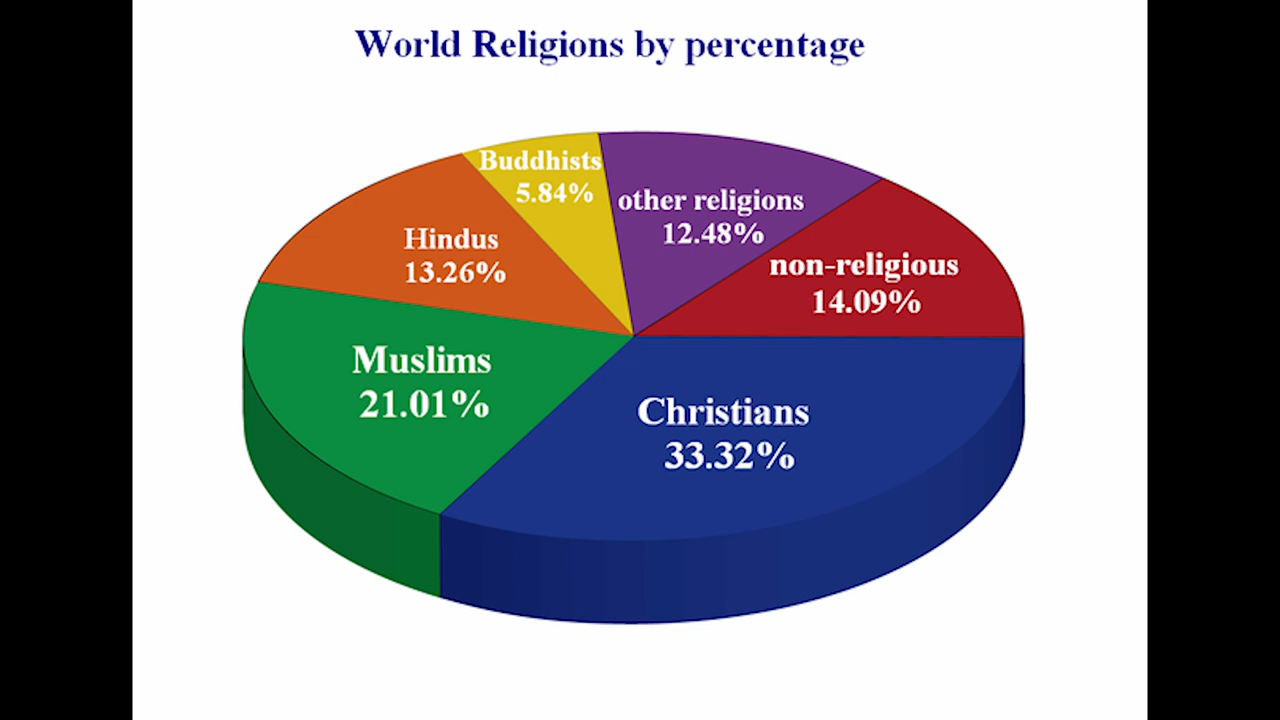 World Religions by percentage
Buddhists
5.84%
other religions
12.48%
Hindus
13.26%
non-religious
14.09%
Muslims
21.01%
Christians
33.32%